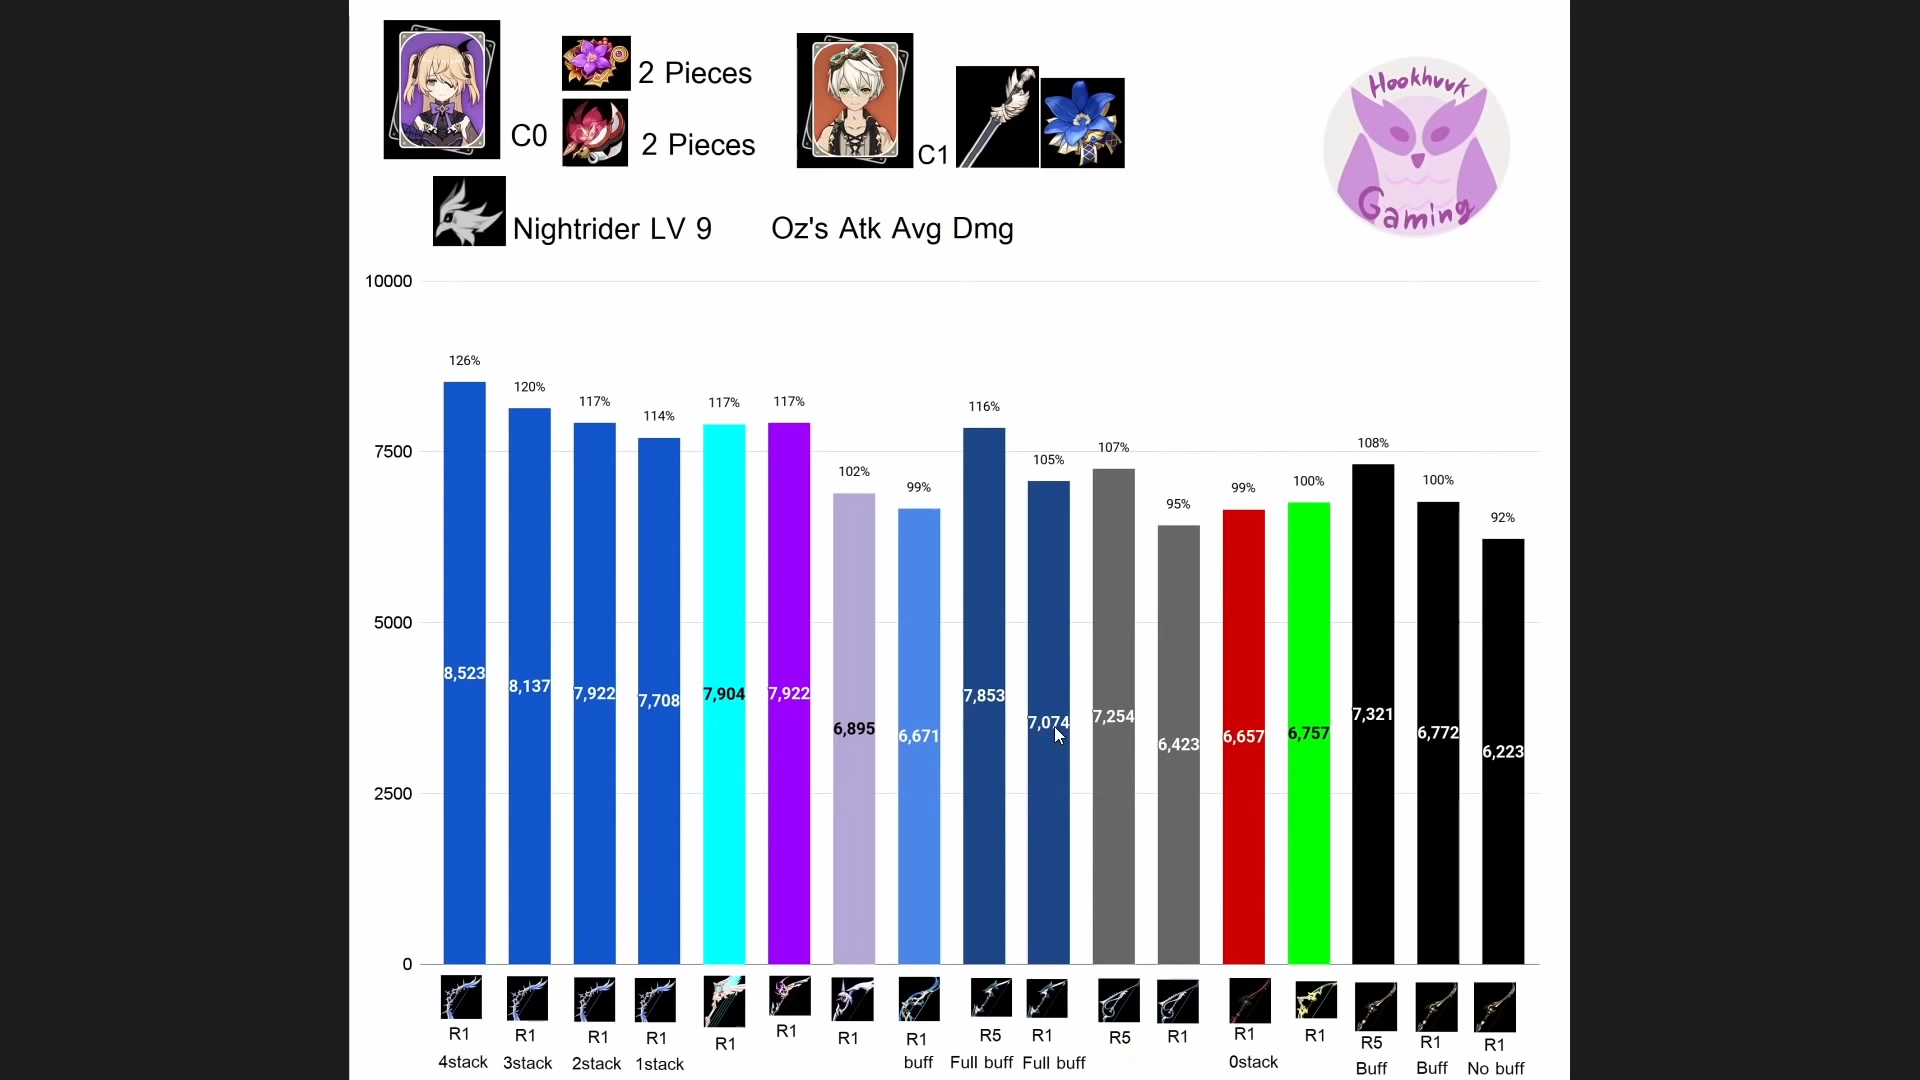 Hookhuuk
Gaming
C0
2 Pieces
2 Pieces
C1
Nightrider LV 9
Oz's Atk Avg Dmg
10000
7500
5000
2500
0
126%
120%
117%
114%
117%
117%
102%
99%
116%
105%
107%
95%
99%
100%
108%
100%
92%
8,523
8,137
7,922
7,708
7,904
7,922
6,895
6,671
7,853
7,074
7,254
6,423
6,657
6,757
7,321
6,772
6,223
R1
4stack
R1
3stack
R1
2stack
R1
1stack
R1
R1
R1
R1
buff
R5
Full buff
R1
Full buff
R5
R1
R1
0stack
R1
R5
Buff
R1
Buff
R1
No buff